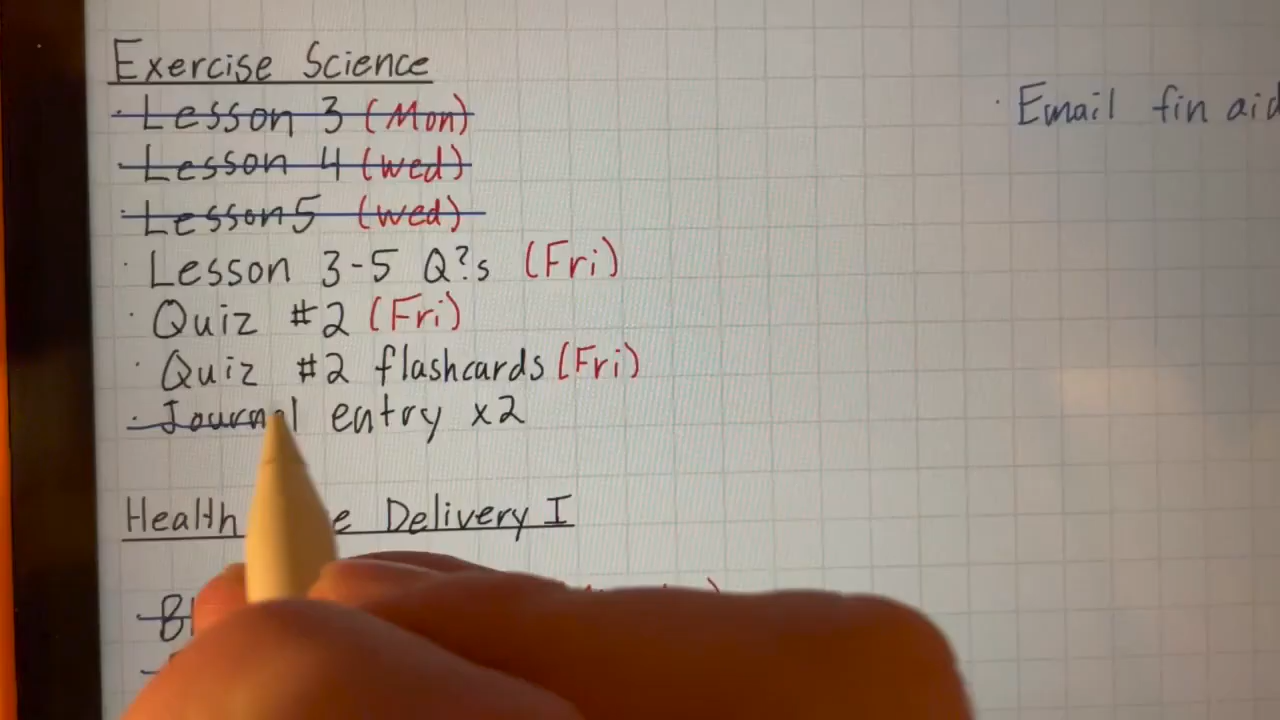 Exercise Science
· Lesson 3 (Mon)
· Lesson 4 (Wed)
· Lesson 5 (Wed)
· Lesson 3-5 Q?s (Fri)
· Quiz #2 (Fri)
· Quiz #2 flashcards (Fri)
· Journal entry x2
Health Delivery I
· Email fin aid